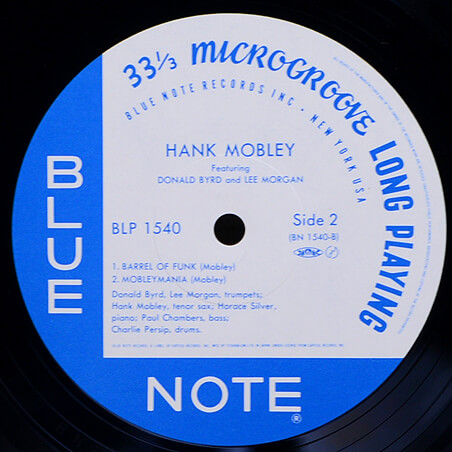 33 1/3 MICROGROOVE LONG PLAYING
BLUE NOTE RECORDS INC • NEW YORK USA
HANK MOBLEY
Featuring
DONALD BYRD and LEE MORGAN
BLP 1540
Side 2
(BN 1540-B)
1. BARREL OF FUNK (Mobley)
2. MOBLEYMANIA (Mobley)
Donald Byrd, Lee Morgan, trumpets;
Hank Mobley, tenor sax; Horace Silver,
piano; Paul Chambers, bass;
Charlie Persip, drums.
BLUE
NOTE®